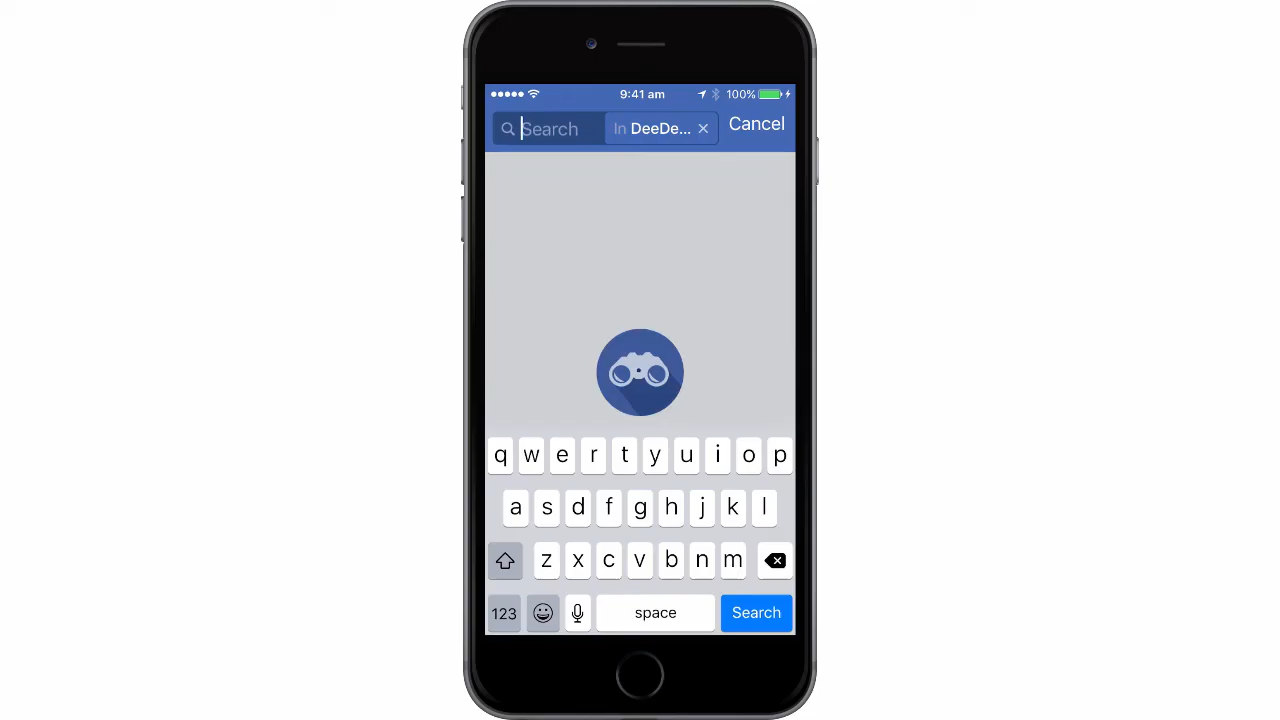 9:41 am 100%
Search In DeeDe... Cancel
q w e r t y u i o p
a s d f g h j k l
z x c v b n m
123 space Search